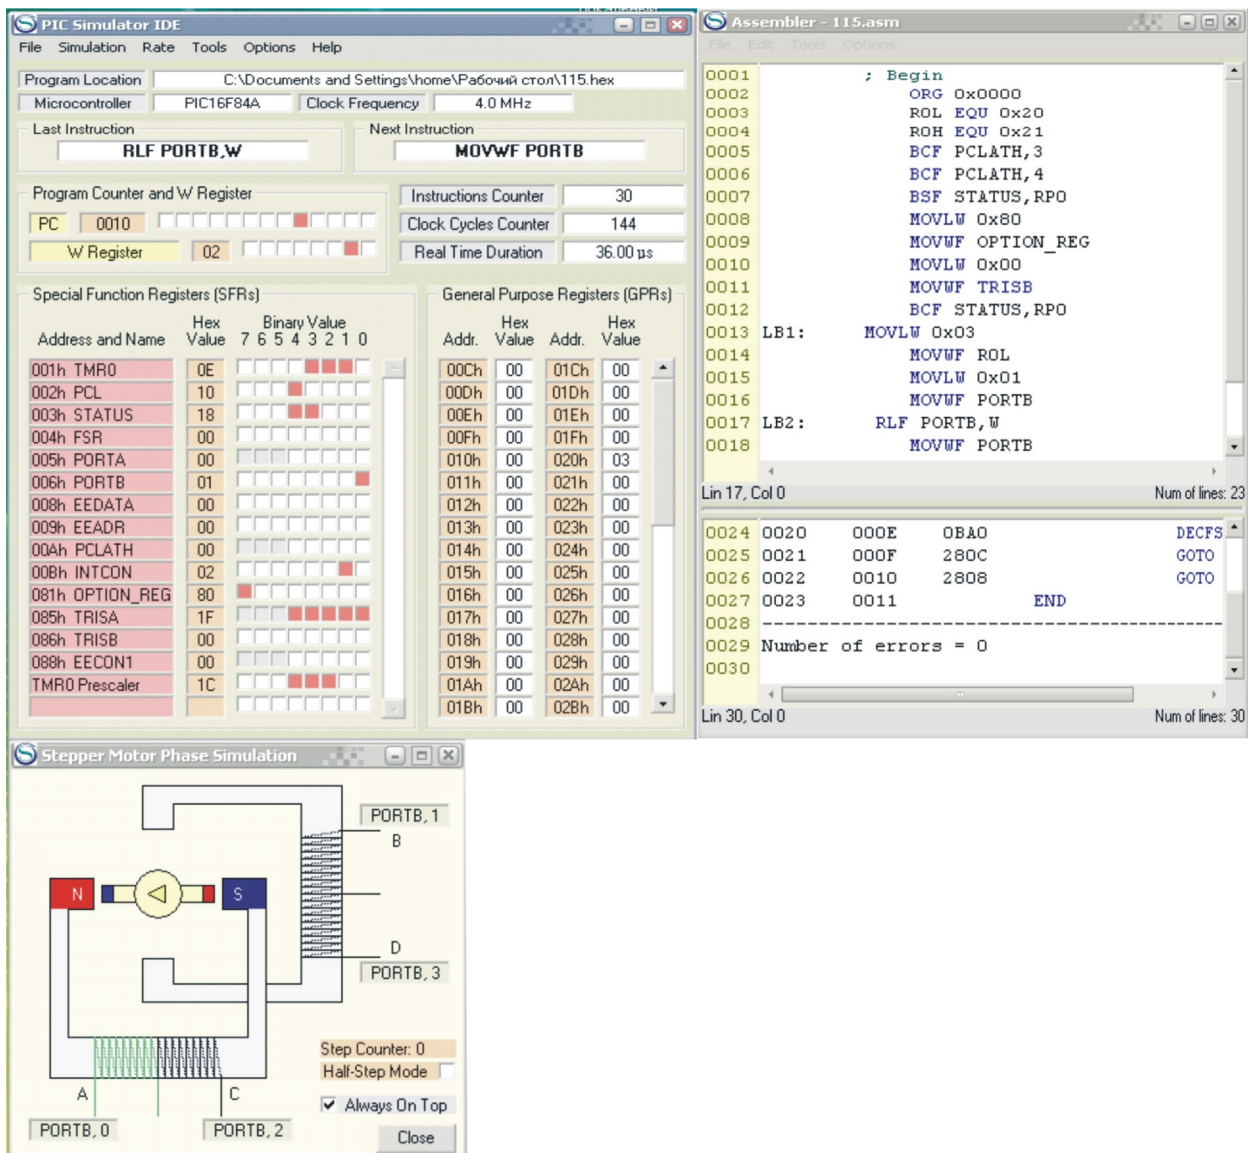 PIC Simulator IDE
File Simulation Rate Tools Options Help
Program Location C:\Documents and Settings\home\Рабочий стол\115.hex
Microcontroller PIC16F84A Clock Frequency 4.0 MHz
Last Instruction Next Instruction
RLF PORTB,W MOVWF PORTB
Program Counter and W Register
PC 0010
W Register 02
Instructions Counter 30
Clock Cycles Counter 144
Real Time Duration 36.00 µs
Special Function Registers (SFRs)
Hex Binary Value
Address and Name Value 7 6 5 4 3 2 1 0
001h TMR0 0E
002h PCL 10
003h STATUS 18
004h FSR 00
005h PORTA 00
006h PORTB 01
008h EEDATA 00
009h EEADR 00
00Ah PCLATH 00
00Bh INTCON 02
081h OPTION_REG 80
085h TRISA 1F
086h TRISB 00
088h EECON1 00
TMR0 Prescaler 1C
General Purpose Registers (GPRs)
Hex Hex
Addr. Value Addr. Value
00Ch 00 01Ch 00
00Dh 00 01Dh 00
00Eh 00 01Eh 00
00Fh 00 01Fh 00
010h 00 020h 03
011h 00 021h 00
012h 00 022h 00
013h 00 023h 00
014h 00 024h 00
015h 00 025h 00
016h 00 026h 00
017h 00 027h 00
018h 00 028h 00
019h 00 029h 00
01Ah 00 02Ah 00
01Bh 00 02Bh 00
Assembler - 115.asm
File Edit Tools Options
0001 ; Begin
0002 ORG 0x0000
0003 R0L EQU 0x20
0004 R0H EQU 0x21
0005 BCF PCLATH,3
0006 BCF PCLATH,4
0007 BSF STATUS,RP0
0008 MOVLW 0x80
0009 MOVWF OPTION_REG
0010 MOVLW 0x00
0011 MOVWF TRISB
0012 BCF STATUS,RP0
0013 LB1: MOVLW 0x03
0014 MOVWF R0L
0015 MOVLW 0x01
0016 MOVWF PORTB
0017 LB2: RLF PORTB,W
0018 MOVWF PORTB
Lin 17, Col 0 Num of lines: 23
0024 0020 000E 0BA0 DECFS
0025 0021 000F 280C GOTO
0026 0022 0010 2808 GOTO
0027 0023 0011 END
0028 ----------------------------------------
0029 Number of errors = 0
0030
Lin 30, Col 0 Num of lines: 30
Stepper Motor Phase Simulation
PORTB, 1
B
N S
D
PORTB, 3
Step Counter: 0
Half-Step Mode
A C
Always On Top
PORTB, 0 PORTB, 2
Close